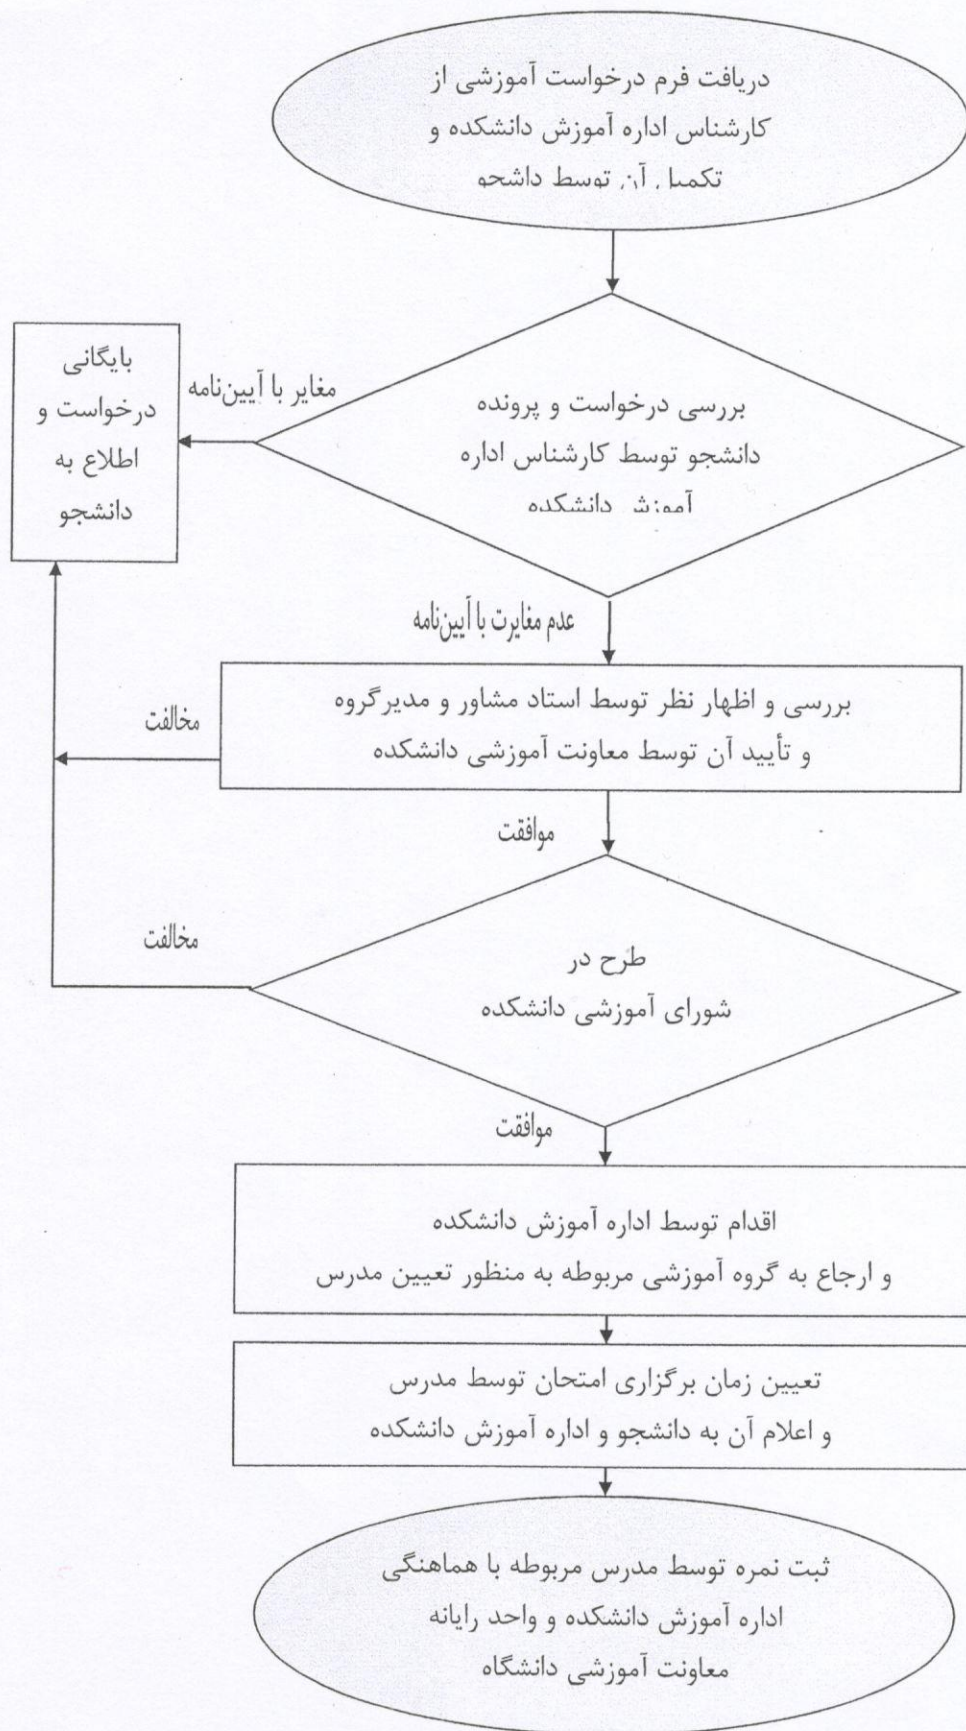 دریافت فرم درخواست آموزشی از
کارشناس اداره آموزش دانشکده و
تکمیل آن توسط داشجو
بررسی درخواست و پرونده
دانشجو توسط کارشناس اداره
آموزش دانشکده
مغایر با آیین‌نامه
بایگانی
درخواست و
اطلاع به
دانشجو
عدم مغایرت با آیین‌نامه
بررسی و اظهار نظر توسط استاد مشاور و مدیرگروه
و تأیید آن توسط معاونت آموزشی دانشکده
مخالفت
موافقت
طرح در
شورای آموزشی دانشکده
مخالفت
موافقت
اقدام توسط اداره آموزش دانشکده
و ارجاع به گروه آموزشی مربوطه به منظور تعیین مدرس
تعیین زمان برگزاری امتحان توسط مدرس
و اعلام آن به دانشجو و اداره آموزش دانشکده
ثبت نمره توسط مدرس مربوطه با هماهنگی
اداره آموزش دانشکده و واحد رایانه
معاونت آموزشی دانشگاه